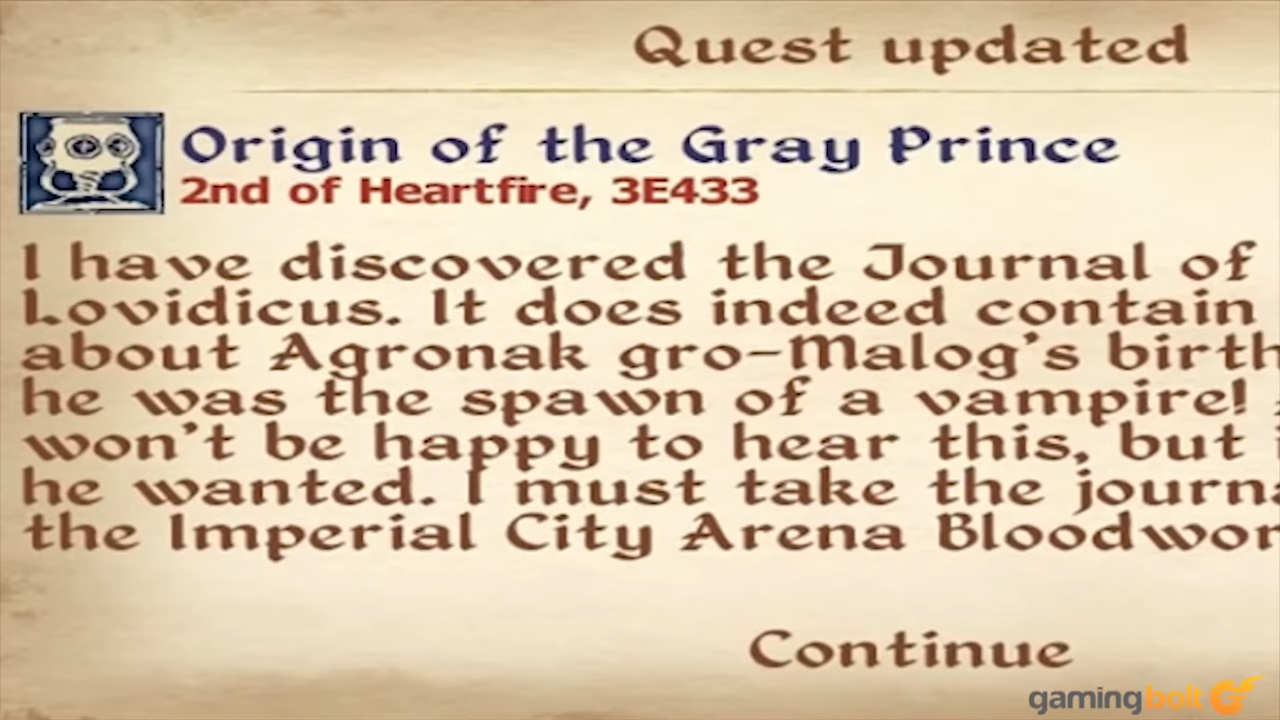 Quest updated
Origin of the Gray Prince
2nd of Heartfire, 3E433
I have discovered the Journal of
Lovidicus. It does indeed contain
about Agronak gro-Malog's birth
he was the spawn of a vampire!
won't be happy to hear this, but
he wanted. I must take the journa
the Imperial City Arena Bloodwor
Continue
gamingbolt